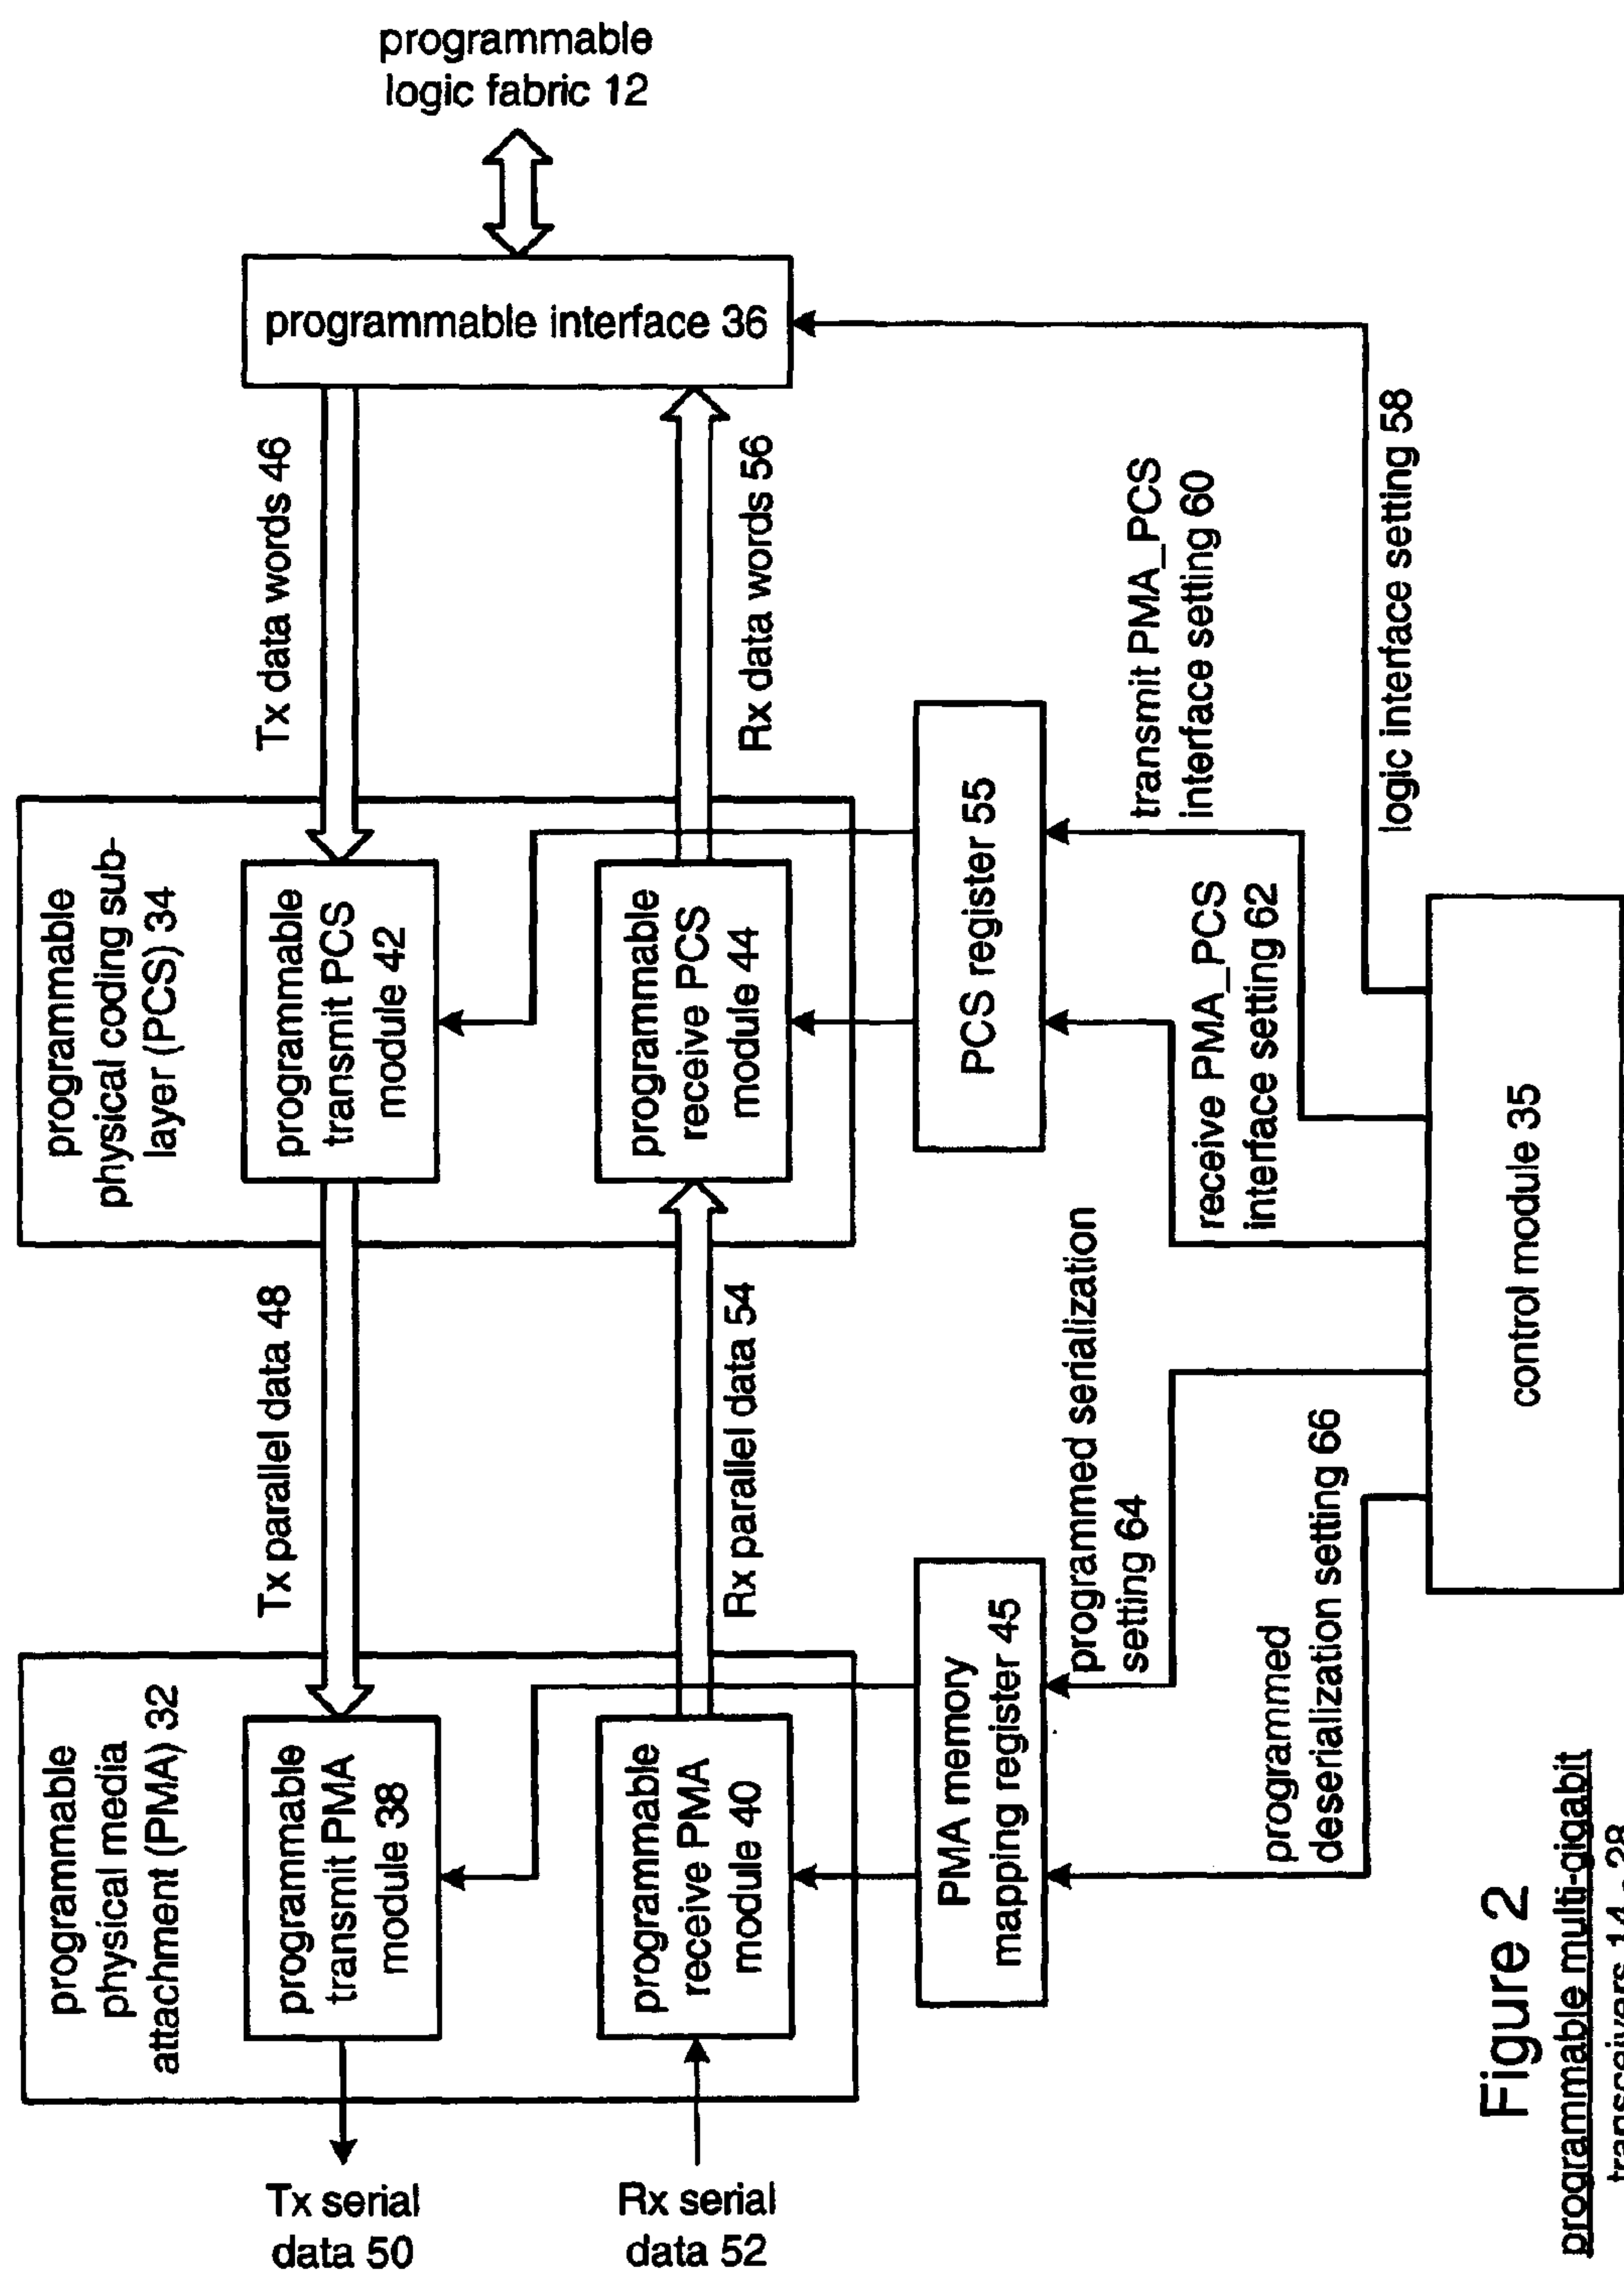 programmable
logic fabric 12
programmable interface 36
Tx data words 46
Rx data words 56
programmable
physical coding sub-
layer (PCS) 34
programmable
transmit PCS
module 42
programmable
receive PCS
module 44
PCS register 55
transmit PMA_PCS
interface setting 60
receive PMA_PCS
interface setting 62
logic interface setting 58
Tx parallel data 48
Rx parallel data 54
programmable
physical media
attachment (PMA) 32
programmable
transmit PMA
module 38
programmable
receive PMA
module 40
PMA memory
mapping register 45
programmed serialization
setting 64
programmed
deserialization setting 66
control module 35
Tx serial
data 50
Rx serial
data 52
Figure 2
programmable multi-gigabit
transceivers 14 - 28